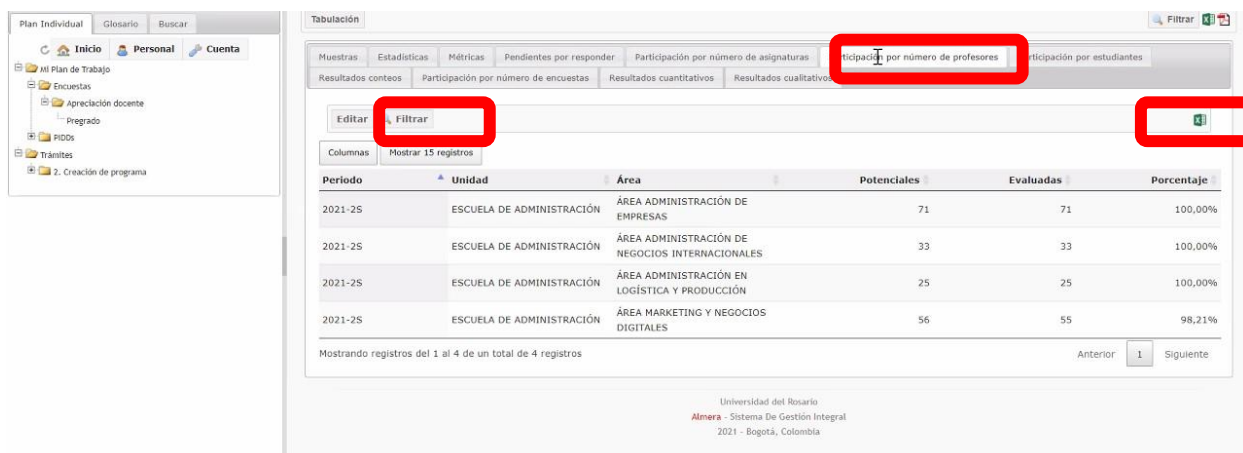 Plan Individual Glosario Buscar
Inicio Personal Cuenta
Mi Plan de Trabajo
Encuestas
Apreciación docente
Pregrado
PIDDs
Trámites
2. Creación de programa
Tabulación Filtrar
Muestras Estadísticas Métricas Pendientes por responder Participación por número de asignaturas rticipación por número de profesores rticipación por estudiantes
Resultados conteos Participación por número de encuestas Resultados cuantitativos Resultados cualitativos
Editar Filtrar
Columnas Mostrar 15 registros
Periodo Unidad Área Potenciales Evaluadas Porcentaje
2021-2S ESCUELA DE ADMINISTRACIÓN ÁREA ADMINISTRACIÓN DE EMPRESAS 71 71 100,00%
2021-2S ESCUELA DE ADMINISTRACIÓN ÁREA ADMINISTRACIÓN DE NEGOCIOS INTERNACIONALES 33 33 100,00%
2021-2S ESCUELA DE ADMINISTRACIÓN ÁREA ADMINISTRACIÓN EN LOGÍSTICA Y PRODUCCIÓN 25 25 100,00%
2021-2S ESCUELA DE ADMINISTRACIÓN ÁREA MARKETING Y NEGOCIOS DIGITALES 56 55 98,21%
Mostrando registros del 1 al 4 de un total de 4 registros Anterior 1 Siguiente
Universidad del Rosario
Almera - Sistema De Gestión Integral
2021 - Bogotá, Colombia